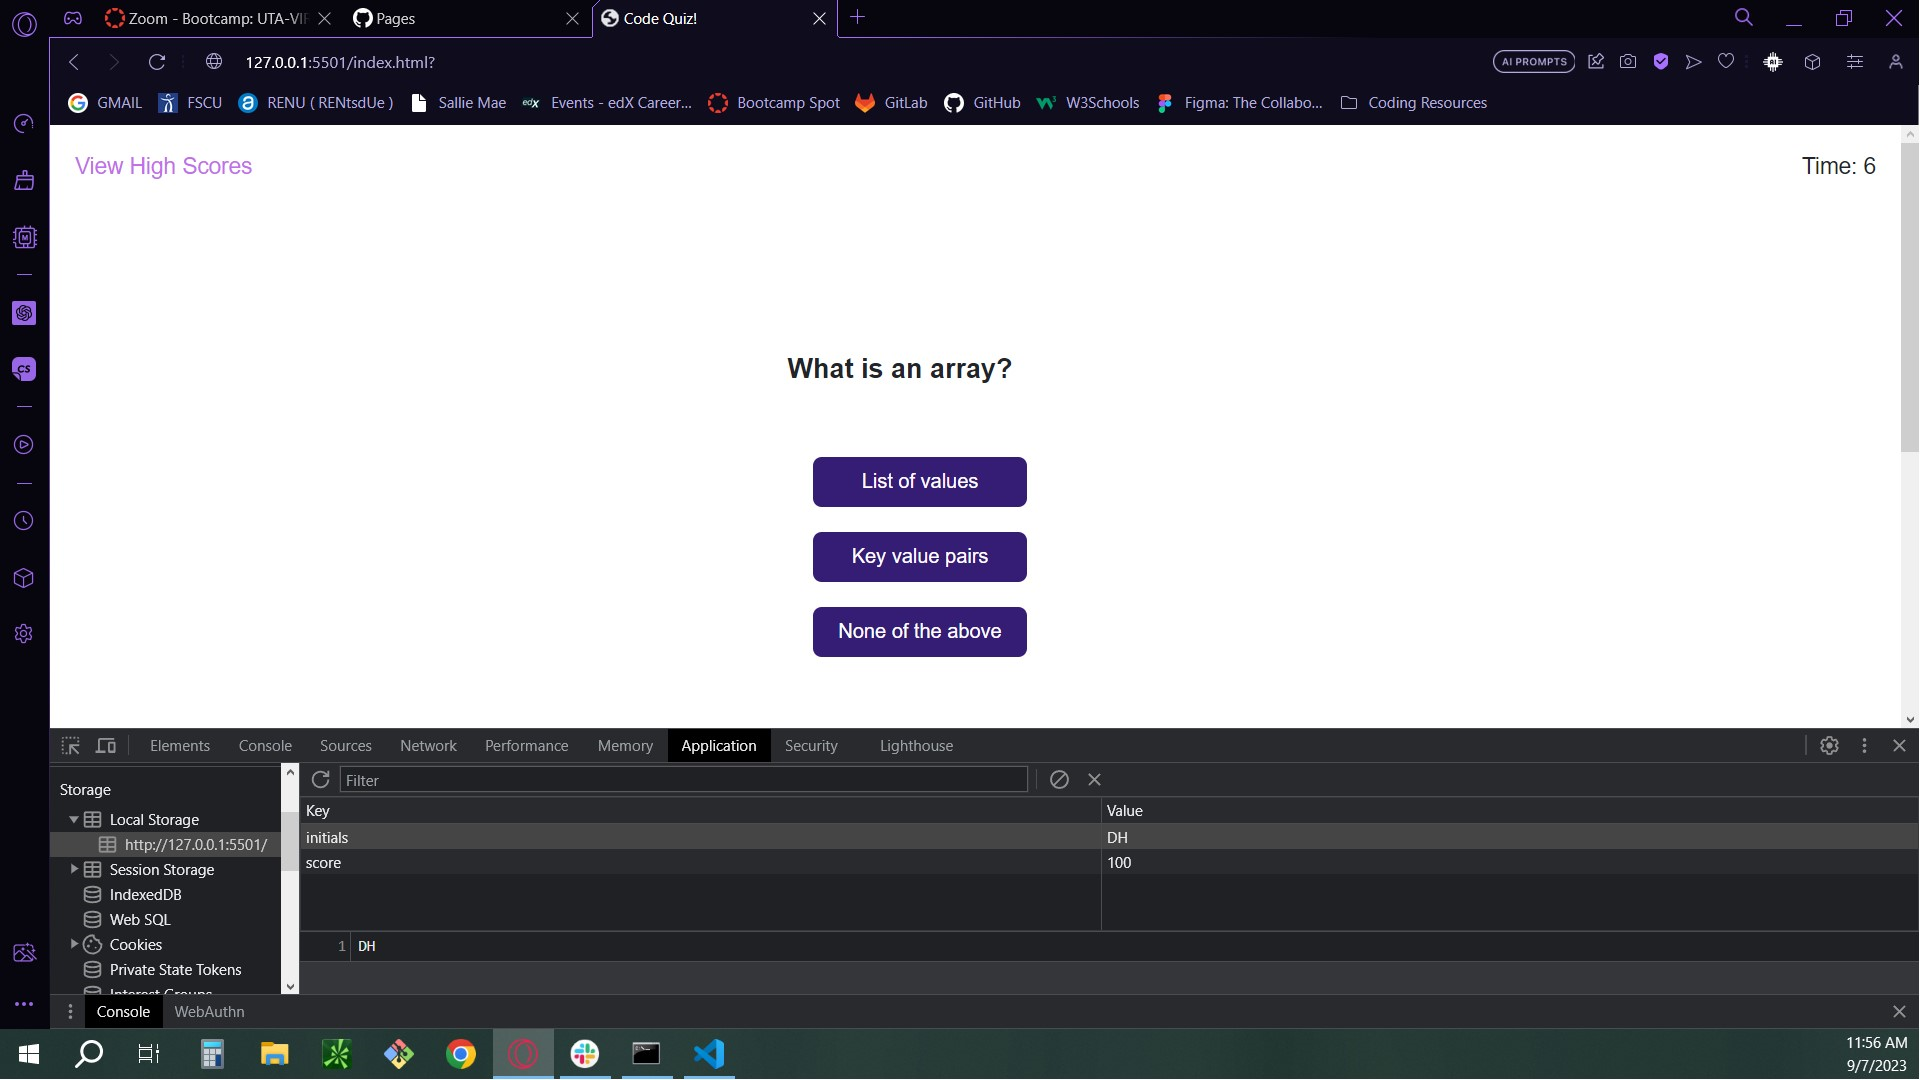 Zoom - Bootcamp: UTA-VIR
Pages
Code Quiz!
127.0.0.1:5501/index.html?
AI PROMPTS
GMAIL
FSCU
RENU ( RENtsdUe )
Sallie Mae
edX
Events - edX Career...
Bootcamp Spot
GitLab
GitHub
W3Schools
Figma: The Collabo...
Coding Resources
View High Scores
Time: 6
What is an array?
List of values
Key value pairs
None of the above
Elements
Console
Sources
Network
Performance
Memory
Application
Security
Lighthouse
Storage
Filter
Local Storage
http://127.0.0.1:5501/
Session Storage
IndexedDB
Web SQL
Cookies
Private State Tokens
Interest Groups
Key
Value
initials
DH
score
100
1 DH
Console
WebAuthn
11:56 AM
9/7/2023